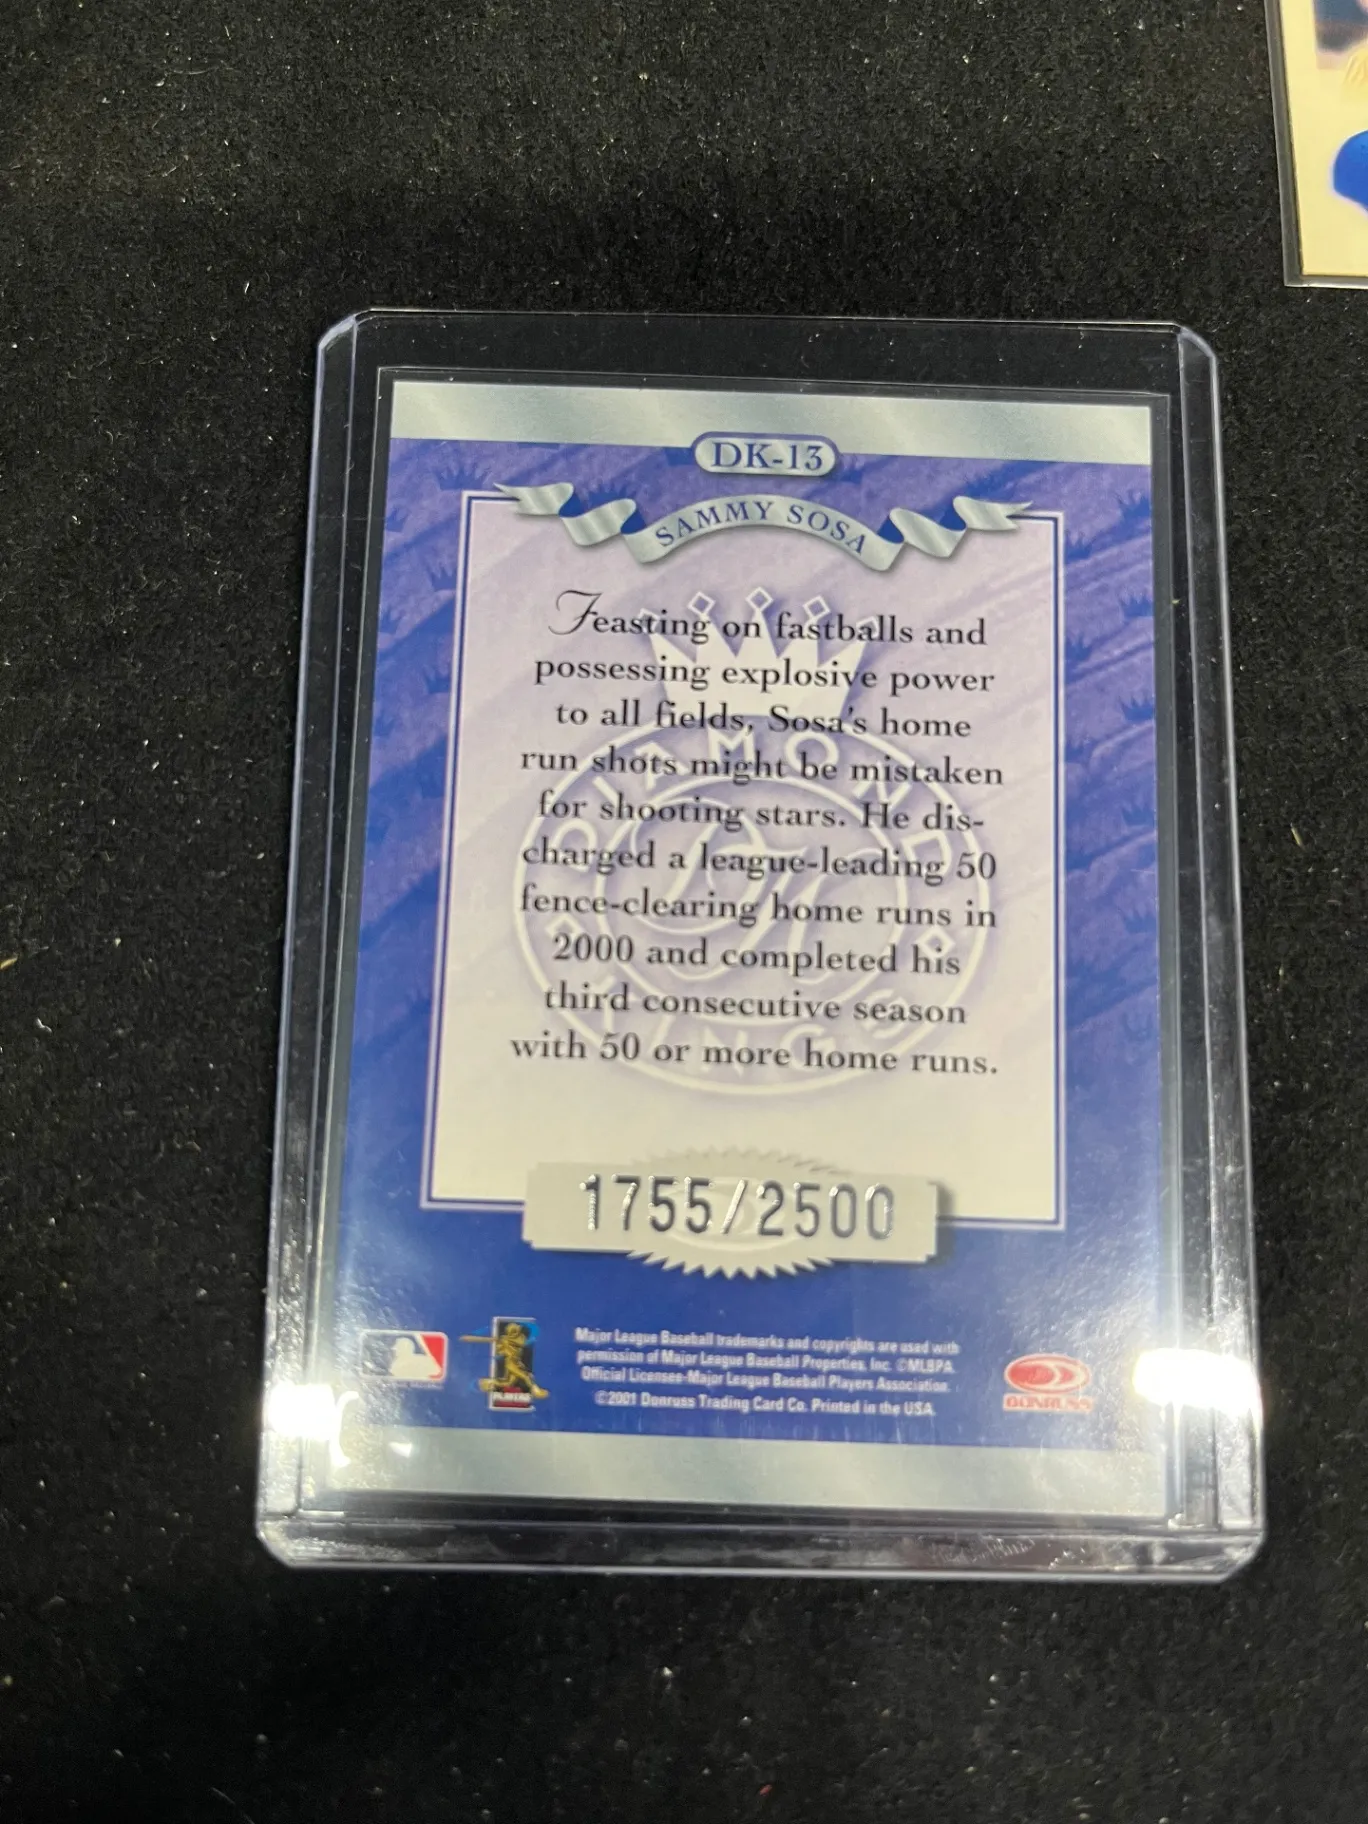 DK-13
SAMMY SOSA
Feasting on fastballs and
possessing explosive power
to all fields, Sosa's home
run shots might be mistaken
for shooting stars. He dis-
charged a league-leading 50
fence-clearing home runs in
2000 and completed his
third consecutive season
with 50 or more home runs.
DIAMOND KINGS
DK
1755/2500
Major League Baseball trademarks and copyrights are used with
permission of Major League Baseball Properties, Inc. ©MLBPA
Official Licensee-Major League Baseball Players Association
©2001 Donruss Trading Card Co. Printed in the USA
PLAYERS
DONRUSS